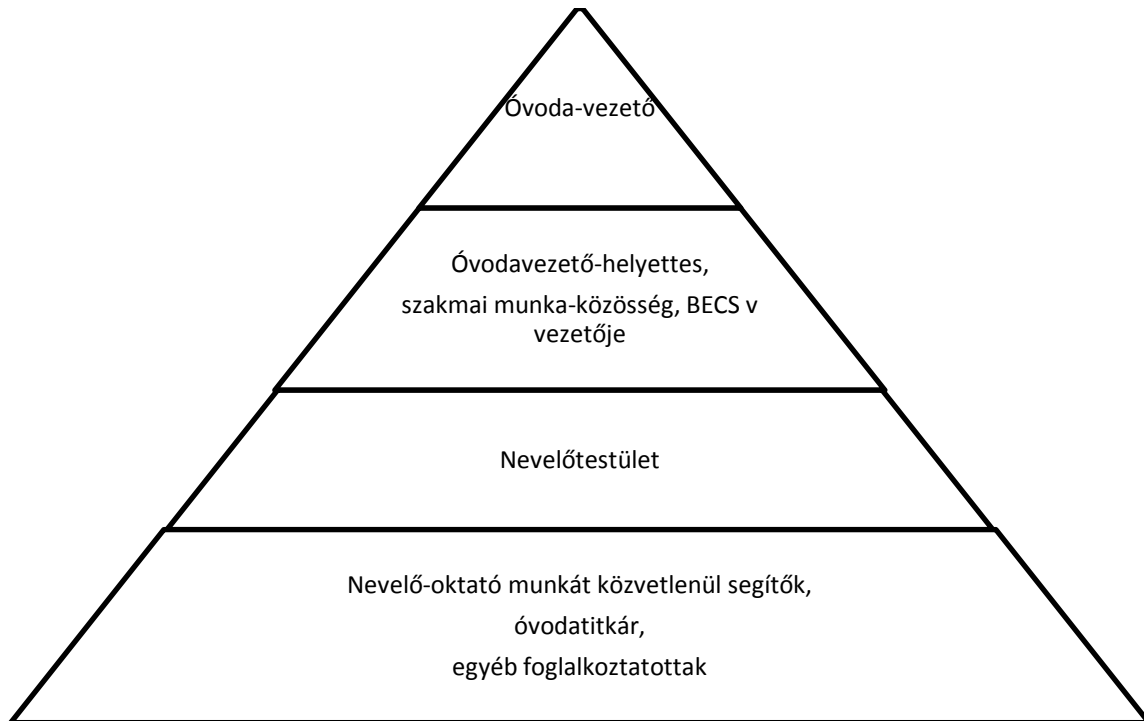 Óvoda-vezető
Óvodavezető-helyettes,
szakmai munka-közösség, BECS v
vezetője
Nevelőtestület
Nevelő-oktató munkát közvetlenül segítők,
óvodatitkár,
egyéb foglalkoztatottak